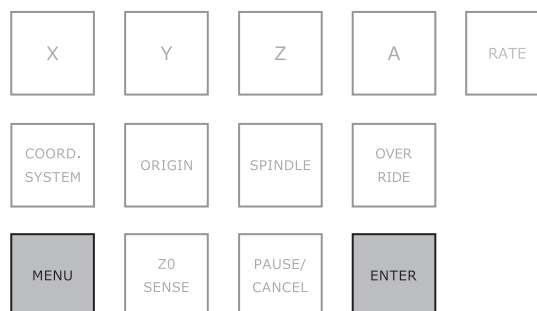 X Y Z A RATE
COORD.
SYSTEM
ORIGIN
SPINDLE
OVER
RIDE
MENU
Z0
SENSE
PAUSE/
CANCEL
ENTER